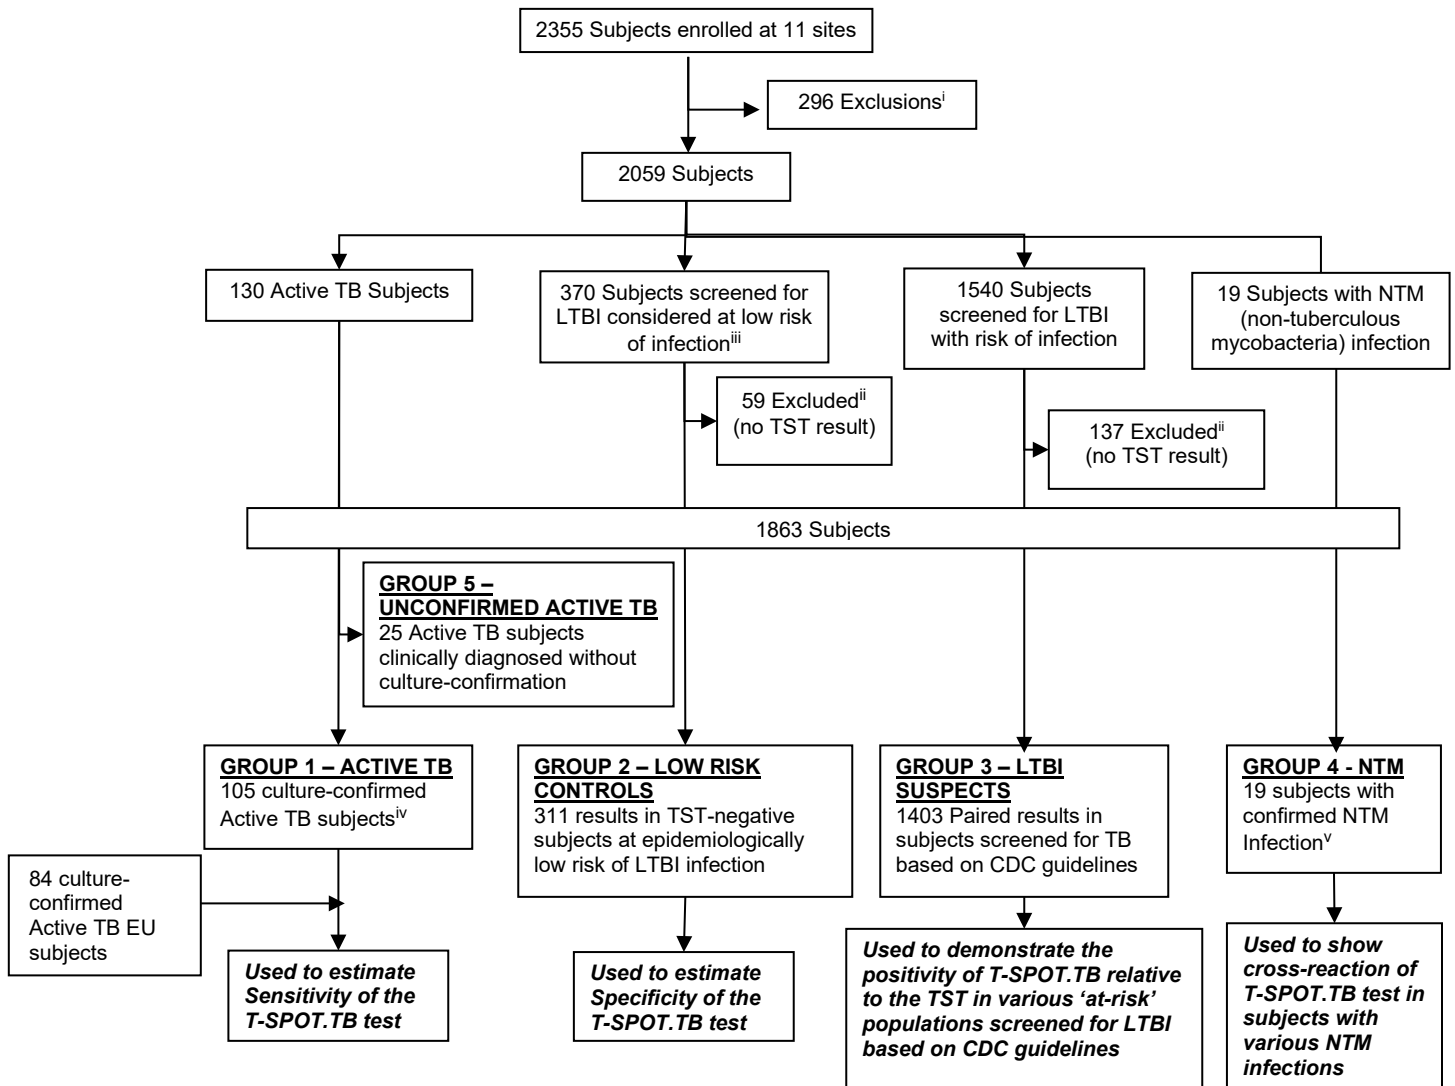 2355 Subjects enrolled at 11 sites
296 Exclusionsⁱ
2059 Subjects
130 Active TB Subjects
370 Subjects screened for
LTBI considered at low risk
of infectionⁱⁱⁱ
1540 Subjects
screened for LTBI
with risk of infection
19 Subjects with NTM
(non-tuberculous
mycobacteria) infection
59 Excludedⁱⁱ
(no TST result)
137 Excludedⁱⁱ
(no TST result)
1863 Subjects
GROUP 5 –
UNCONFIRMED ACTIVE TB
25 Active TB subjects
clinically diagnosed without
culture-confirmation
GROUP 1 – ACTIVE TB
105 culture-confirmed
Active TB subjectsⁱᵛ
GROUP 2 – LOW RISK
CONTROLS
311 results in TST-negative
subjects at epidemiologically
low risk of LTBI infection
GROUP 3 – LTBI
SUSPECTS
1403 Paired results in
subjects screened for TB
based on CDC guidelines
GROUP 4 - NTM
19 subjects with
confirmed NTM
Infectionᵛ
84 culture-
confirmed
Active TB EU
subjects
Used to estimate
Sensitivity of the
T-SPOT.TB test
Used to estimate
Specificity of the
T-SPOT.TB test
Used to demonstrate the
positivity of T-SPOT.TB relative
to the TST in various ‘at-risk’
populations screened for LTBI
based on CDC guidelines
Used to show
cross-reaction of
T-SPOT.TB test in
subjects with
various NTM
infections